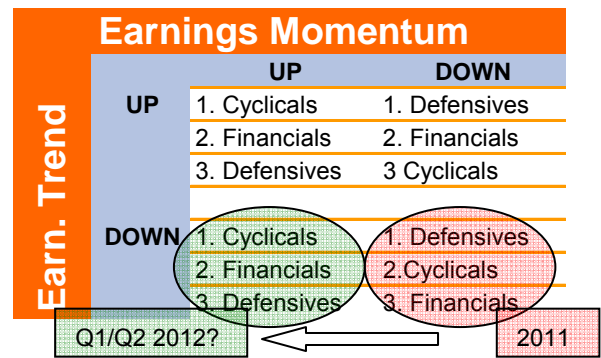 Earnings Momentum
Earn. Trend
UP DOWN
UP 1. Cyclicals 1. Defensives
2. Financials 2. Financials
3. Defensives 3 Cyclicals
DOWN 1. Cyclicals 1. Defensives
2. Financials 2.Cyclicals
3. Defensives 3. Financials
Q1/Q2 2012? 2011